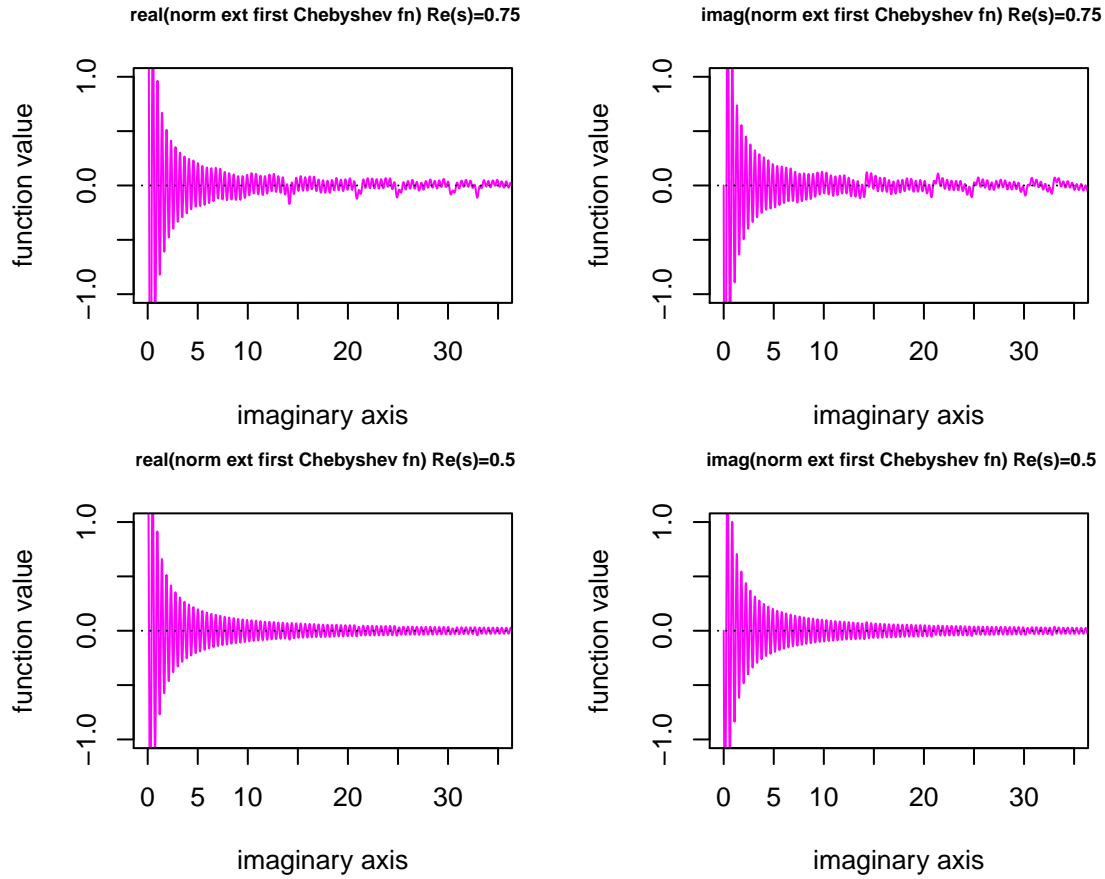 real(norm ext first Chebyshev fn) Re(s)=0.75
function value
1.0
0.0
−1.0
0 5 10 20 30
imaginary axis
imag(norm ext first Chebyshev fn) Re(s)=0.75
function value
1.0
0.0
−1.0
0 5 10 20 30
imaginary axis
real(norm ext first Chebyshev fn) Re(s)=0.5
function value
1.0
0.0
−1.0
0 5 10 20 30
imaginary axis
imag(norm ext first Chebyshev fn) Re(s)=0.5
function value
1.0
0.0
−1.0
0 5 10 20 30
imaginary axis